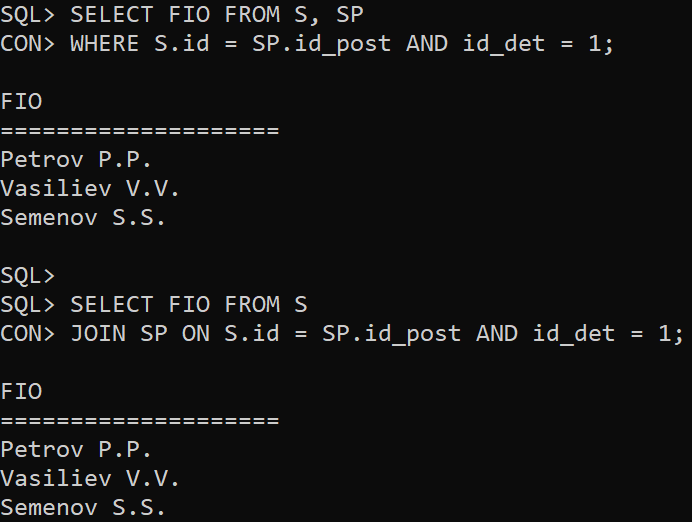 SQL> SELECT FIO FROM S, SP
CON> WHERE S.id = SP.id_post AND id_det = 1;
FIO
====================
Petrov P.P.
Vasiliev V.V.
Semenov S.S.
SQL>
SQL> SELECT FIO FROM S
CON> JOIN SP ON S.id = SP.id_post AND id_det = 1;
FIO
====================
Petrov P.P.
Vasiliev V.V.
Semenov S.S.